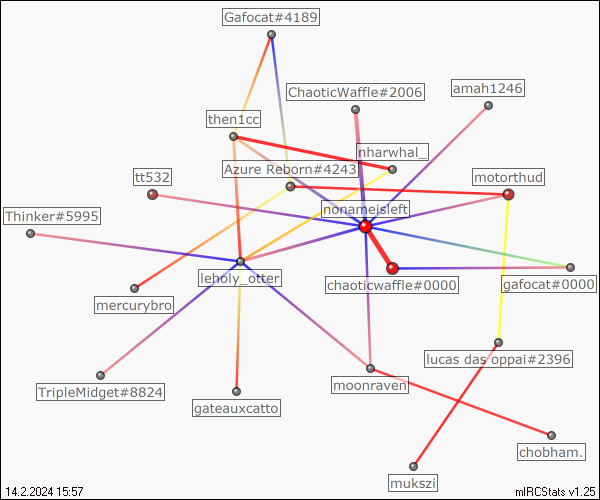 Gafocat#4189
ChaoticWaffle#2006
amah1246
then1cc
nharwhal_
Azure Reborn#4243
tt532
motorthud
Thinker#5995
nonameisleft
leholy_otter
chaoticwaffle#0000
gafocat#0000
mercurybro
lucas das oppai#2396
TripleMidget#8824
moonraven
gateauxcatto
chobham.
mukszi
14.2.2024 15:57
mIRCStats v1.25